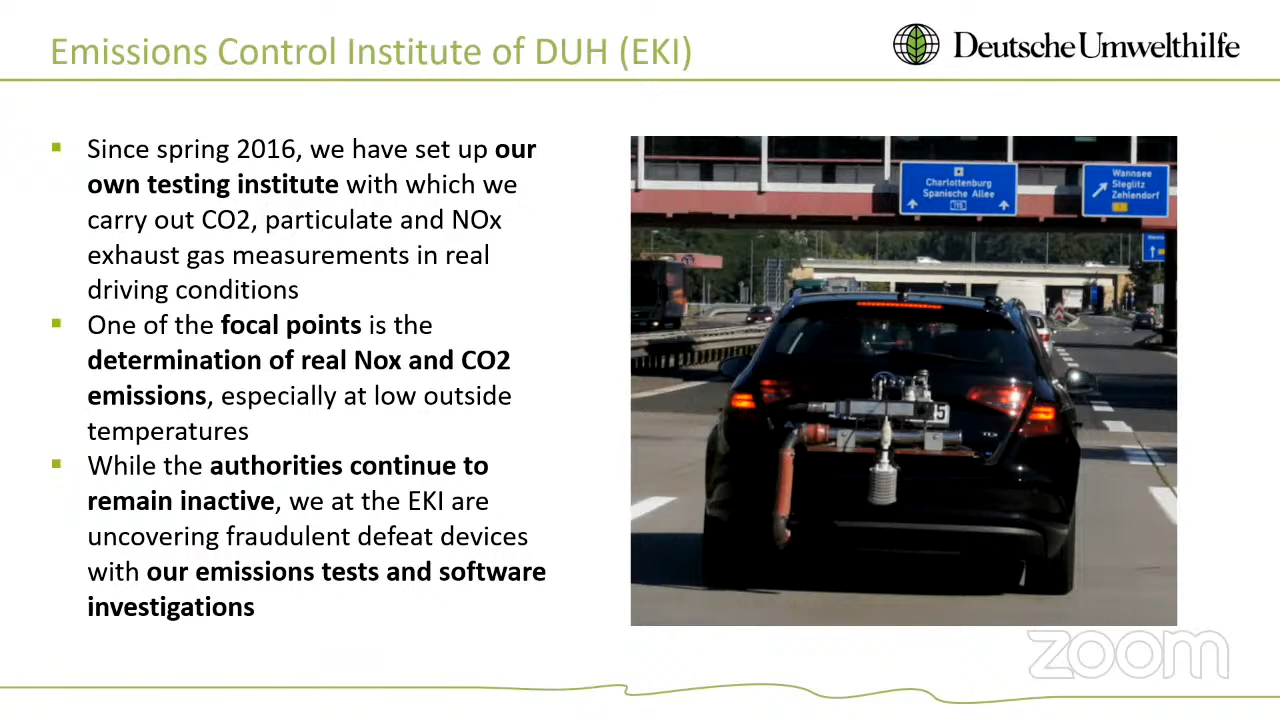 Emissions Control Institute of DUH (EKI)
Deutsche Umwelthilfe
Since spring 2016, we have set up our
own testing institute with which we
carry out CO2, particulate and NOx
exhaust gas measurements in real
driving conditions
One of the focal points is the
determination of real Nox and CO2
emissions, especially at low outside
temperatures
While the authorities continue to
remain inactive, we at the EKI are
uncovering fraudulent defeat devices
with our emissions tests and software
investigations
Charlottenburg
Spanische Allee
115
Wannsee
Steglitz
Zehlendorf
5
TDI
zoom